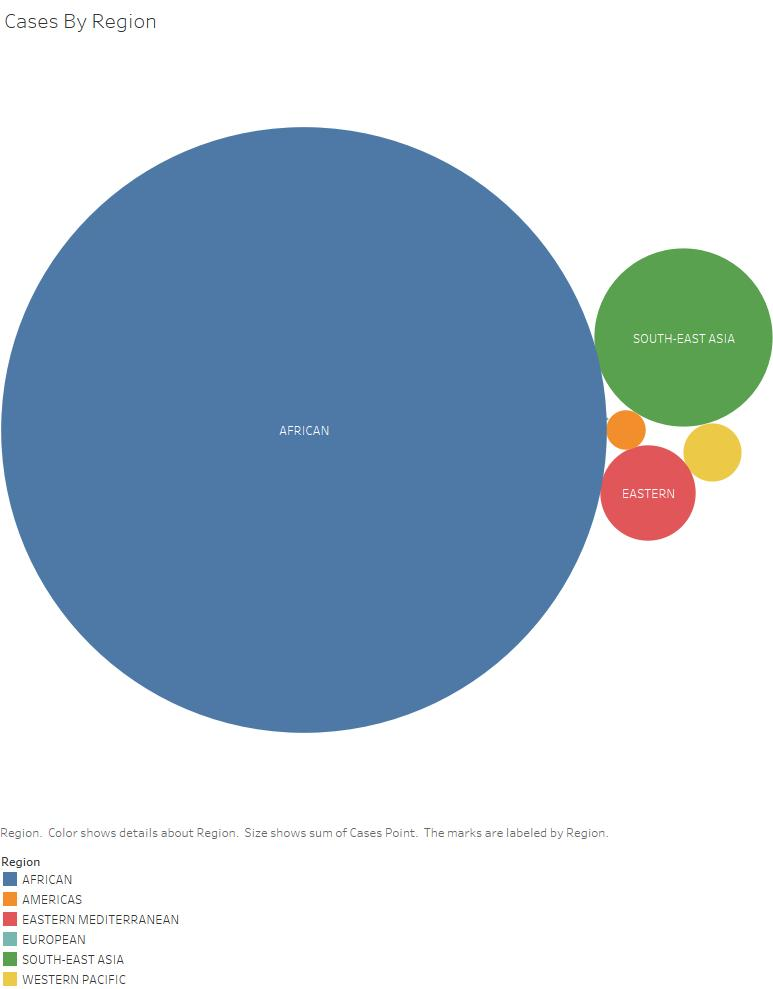 Cases By Region
SOUTH-EAST ASIA
AFRICAN
EASTERN
Region. Color shows details about Region. Size shows sum of Cases Point. The marks are labeled by Region.
Region
AFRICAN
AMERICAS
EASTERN MEDITERRANEAN
EUROPEAN
SOUTH-EAST ASIA
WESTERN PACIFIC